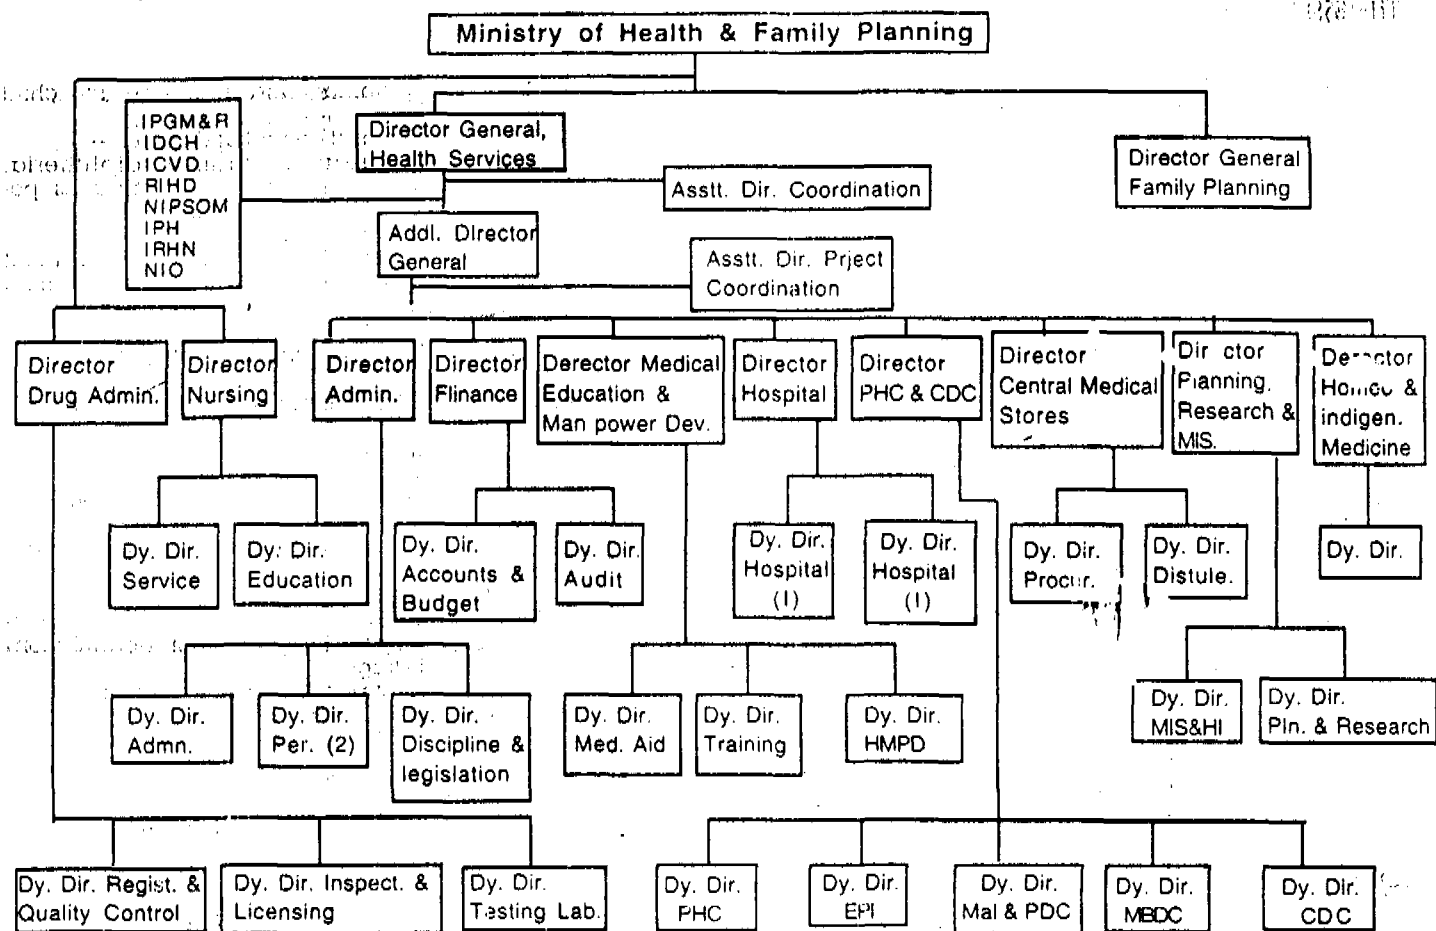 Ministry of Health & Family Planning
IPGM&R
IDCH
ICVD
RIHD
NIPSOM
IPH
IRHN
NIO
Director General,
Health Services
Director General
Family Planning
Asstt. Dir. Coordination
Addl. Director
General
Asstt. Dir. Prject
Coordination
Director
Drug Admin.
Director
Nursing
Director
Admin.
Director
Flinance
Derector Medical
Education &
Man power Dev.
Director
Hospital
Director
PHC & CDC
Director
Central Medical
Stores
Dir ctor
Planning.
Research &
MIS.
Derector
Homeo &
indigen.
Medicine
Dy. Dir.
Service
Dy. Dir.
Education
Dy. Dir.
Accounts &
Budget
Dy. Dir.
Audit
Dy. Dir.
Hospital
(I)
Dy. Dir.
Hospital
(I)
Dy. Dir.
Procur.
Dy. Dir.
Distule.
Dy. Dir.
Dy. Dir.
Admn.
Dy. Dir.
Per. (2)
Dy. Dir.
Discipline &
legislation
Dy. Dir.
Med. Aid
Dy. Dir.
Training
Dy. Dir.
HMPD
Dy. Dir.
MIS&HI
Dy. Dir.
Pln. & Research
Dy. Dir. Regist. &
Quality Control
Dy. Dir. Inspect. &
Licensing
Dy. Dir.
Testing Lab.
Dy. Dir.
PHC
Dy. Dir.
EPI
Dy. Dir.
Mal & PDC
Dy. Dir.
MBDC
Dy. Dir.
CDC